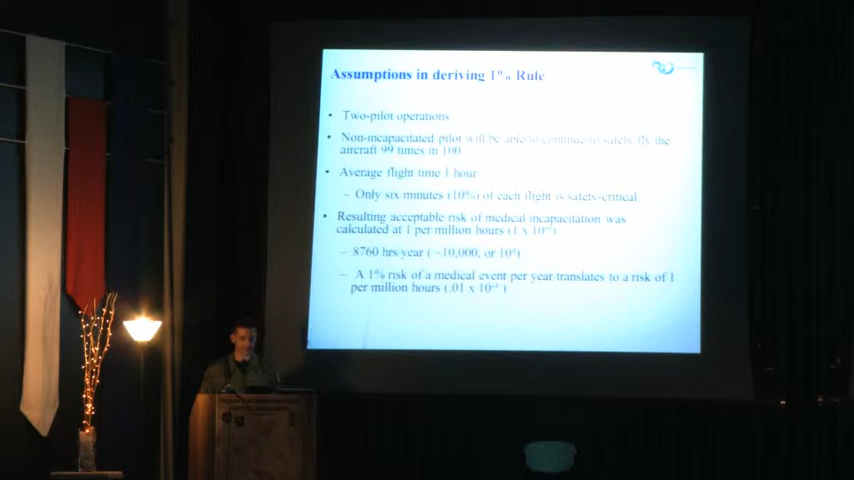 Assumptions in deriving 1% Rule
• Two-pilot operations
• Non-incapacitated pilot will be able to continue to safety fly the
aircraft 99 times in 100
• Average flight time 1 hour
– Only six minutes (10%) of each flight is safety-critical
• Resulting acceptable risk of medical incapacitation was
calculated at 1 per million hours (1 x 10
– 8760 hrs/year ( ~10,000, or 10⁴)
– A 1% risk of a medical event per year translates to a risk of 1
per million hours (.01 x 10